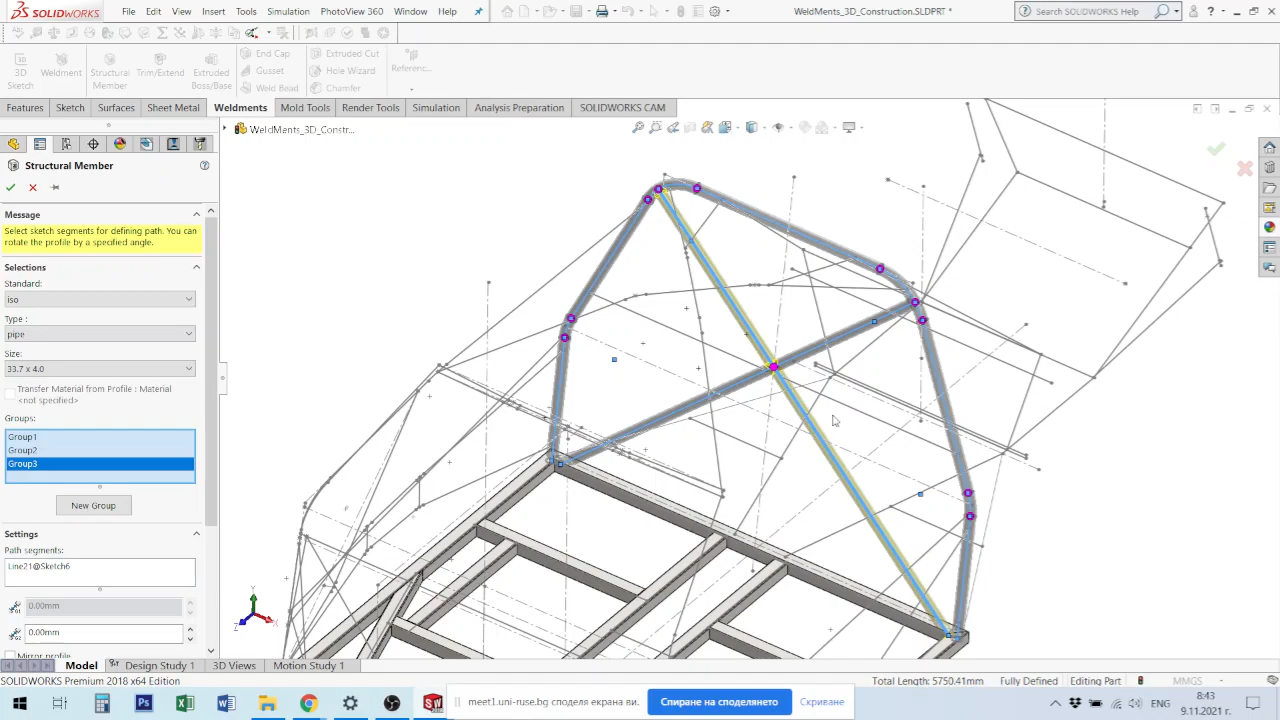 SOLIDWORKS File Edit View Insert Tools Simulation PhotoView 360 Window Help WeldMents_3D_Construction.SLDPRT * Search SOLIDWORKS Help
3D Sketch
Weldment
Structural Member
Trim/Extend
Extruded Boss/Base
End Cap
Gusset
Weld Bead
Extruded Cut
Hole Wizard
Chamfer
Referenc...
Features Sketch Surfaces Sheet Metal Weldments Mold Tools Render Tools Simulation Analysis Preparation SOLIDWORKS CAM
WeldMents_3D_Constr...
Structural Member
Message
Select sketch segments for defining path. You can
rotate the profile by a specified angle.
Selections
Standard:
iso
Type :
pipe
Size:
33.7 x 4.0
Transfer Material from Profile : Material
<not specified>
Groups:
Group1
Group2
Group3
New Group
Settings
Path segments:
Line21@Sketch6
0.00mm
0.00mm
Mirror profile
Y
X
Z
Model Design Study 1 3D Views Motion Study 1
SOLIDWORKS Premium 2018 x64 Edition Total Length: 5750.41mm Fully Defined Editing Part MMGS
meet1.uni-ruse.bg споделя екрана ви. Спиране на споделянето Скриване
ENG
8:43
9.11.2021 г.